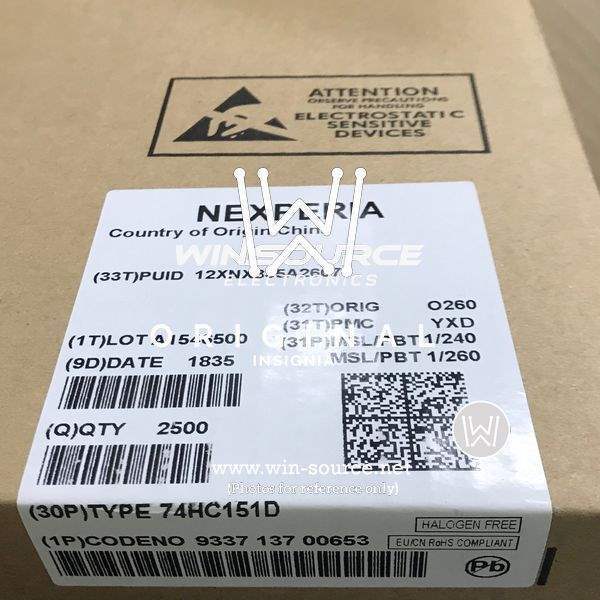 ATTENTION
OBSERVE PRECAUTIONS
FOR HANDLING
ELECTROSTATIC
SENSITIVE
DEVICES
NEXPERIA
Country of Origin China
WINSOURCE
ELECTRONICS
(33T)PUID
(32T)ORIG O260
(31T)PMC YXD
(1T)LOT
(31P)MSL/PBT 1/240
ORIGINAL
INSIGNIA
(9D)DATE 1835
MSL/PBT 1/260
(Q)QTY 2500
W
www.win-source.net
(Photos for reference only)
(30P)TYPE 74HC151D
HALOGEN FREE
(1P)CODENO 9337 137 00653
EU/CN RoHS COMPLIANT
Pb